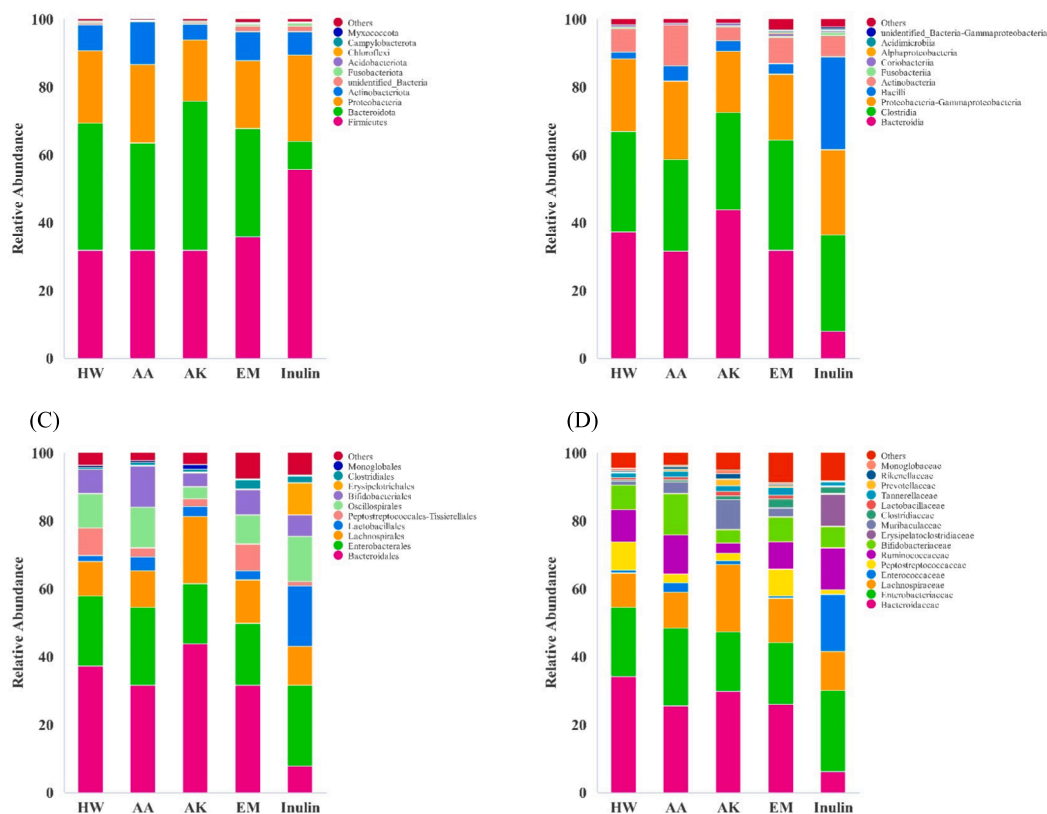 100
80
60
40
20
0
Relative Abundance
HW AA AK EM Inulin
Others
Myxococcota
Campylobacterota
Chloroflexi
Acidobacteriota
Fusobacteriota
unidentified_Bacteria
Actinobacteriota
Proteobacteria
Bacteroidota
Firmicutes
100
80
60
40
20
0
Relative Abundance
HW AA AK EM Inulin
Others
unidentified_Bacteria-Gammaproteobacteria
Acidimicrobiia
Alphaproteobacteria
Coriobacteriia
Fusobacteriia
Actinobacteria
Bacilli
Proteobacteria-Gammaproteobacteria
Clostridia
Bacteroidia
(C)
100
80
60
40
20
0
Relative Abundance
HW AA AK EM Inulin
Others
Monoglobales
Clostridiales
Erysipelotrichales
Bifidobacteriales
Oscillospirales
Peptostreptococcales-Tissierellales
Lactobacillales
Lachnospirales
Enterobacterales
Bacteroidales
(D)
100
80
60
40
20
0
Relative Abundance
HW AA AK EM Inulin
Others
Monoglobaceae
Rikenellaceae
Prevotellaceae
Tannerellaceae
Lactobacillaceae
Clostridiaceae
Muribaculaceae
Erysipelatoclostridiaceae
Bifidobacteriaceae
Ruminococcaceae
Peptostreptococcaceae
Enterococcaceae
Lachnospiraceae
Enterobacteriaceae
Bacteroidaceae